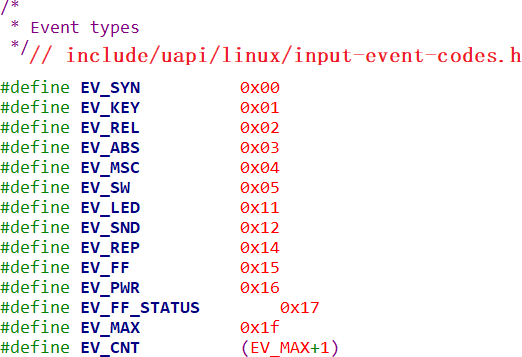 /*
 * Event types
 */// include/uapi/linux/input-event-codes.h
#define EV_SYN 0x00
#define EV_KEY 0x01
#define EV_REL 0x02
#define EV_ABS 0x03
#define EV_MSC 0x04
#define EV_SW 0x05
#define EV_LED 0x11
#define EV_SND 0x12
#define EV_REP 0x14
#define EV_FF 0x15
#define EV_PWR 0x16
#define EV_FF_STATUS 0x17
#define EV_MAX 0x1f
#define EV_CNT (EV_MAX+1)